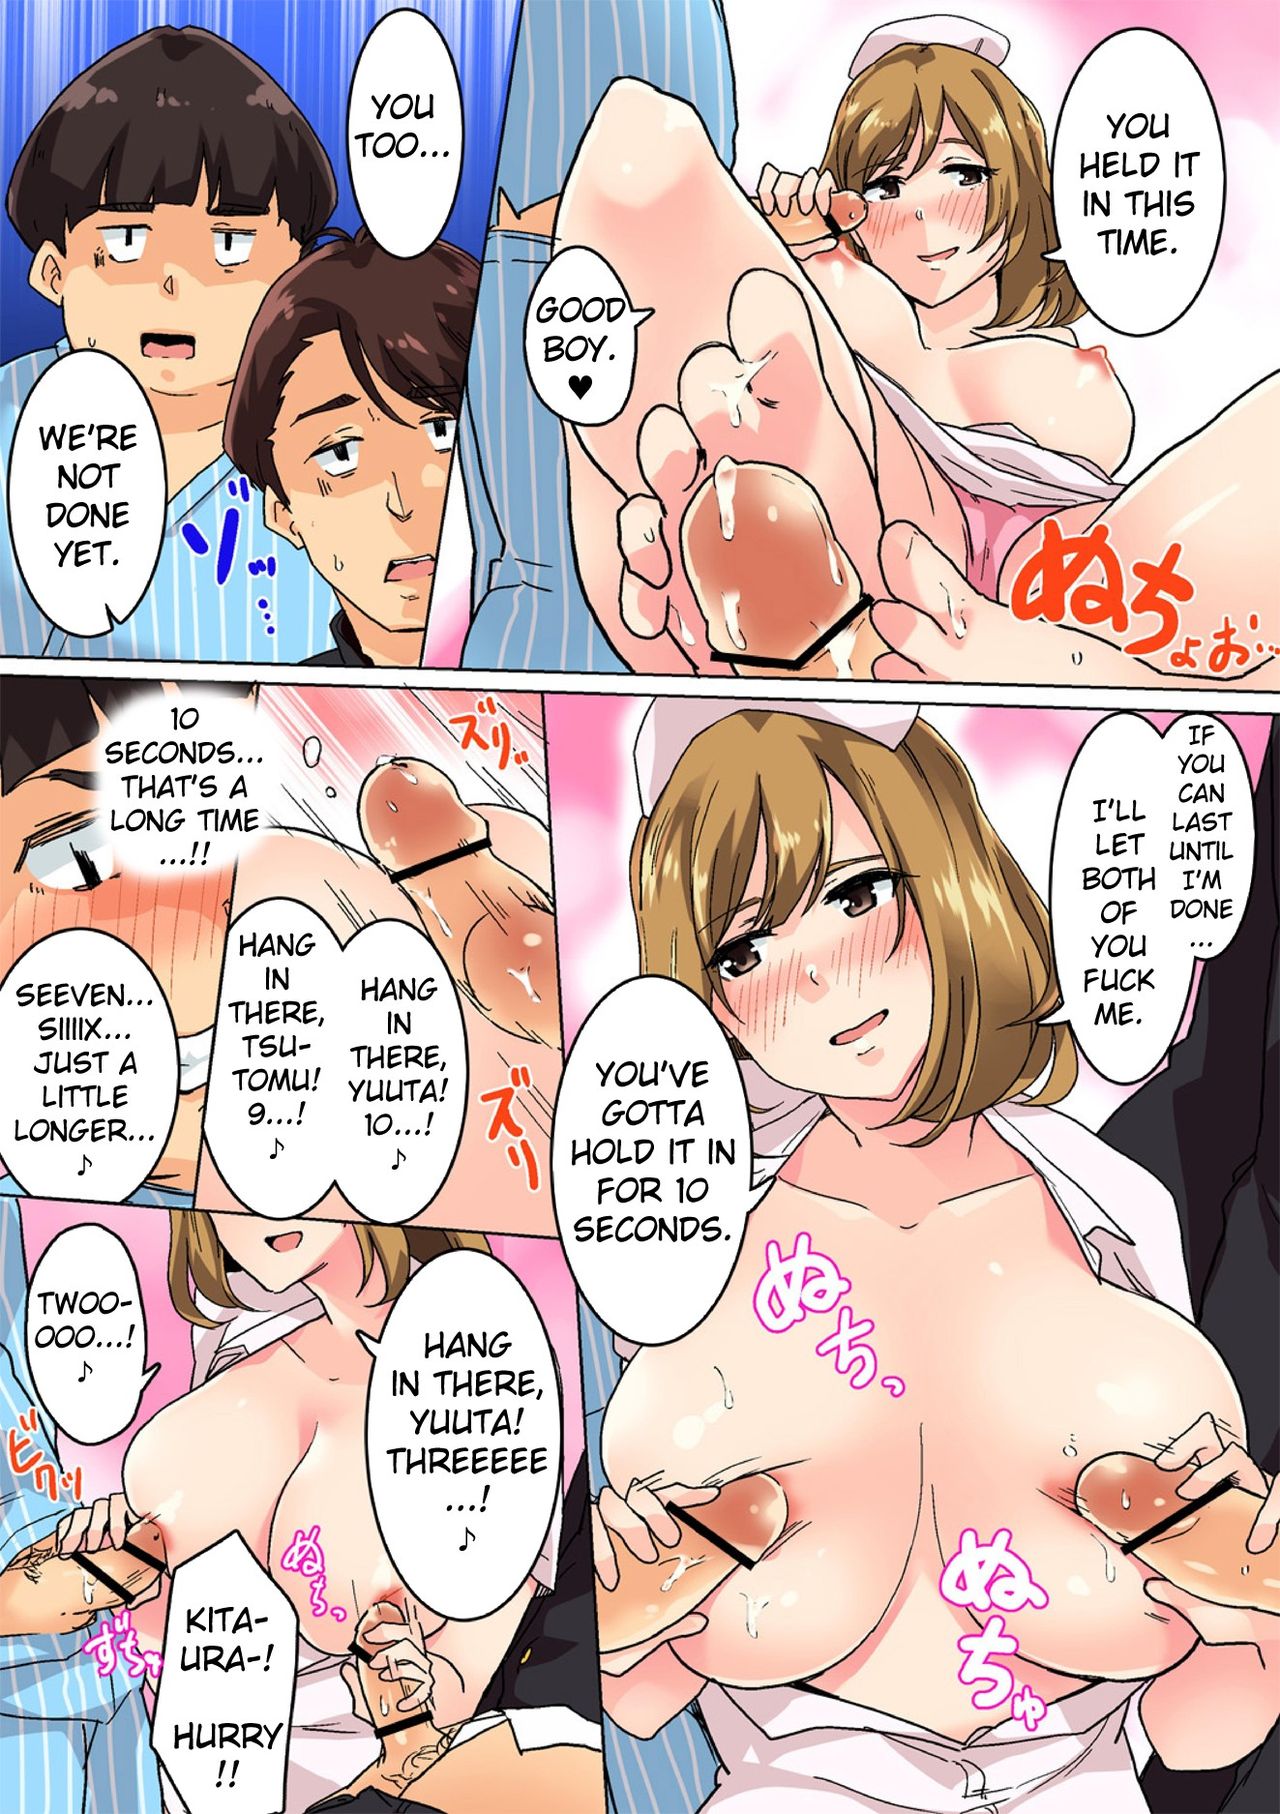 YOU
HELD IT
IN THIS
TIME.
GOOD
BOY.
♥
ぬちょぉ…
YOU
TOO...
WE'RE
NOT
DONE
YET.
ゾッ…
IF
YOU
CAN
LAST
UNTIL
I'M
DONE
...
I'LL
LET
BOTH
OF
YOU
FUCK
ME.
YOU'VE
GOTTA
HOLD IT IN
FOR 10
SECONDS.
ぬちっ
ぬちゅ
ズリ
10
SECONDS...
THAT'S A
LONG TIME
...!!
HANG
IN
THERE,
YUUTA!
10...!
♪
HANG
IN
THERE,
TSU-
TOMU!
9...!
♪
ズリ
SEEVEN...
SIIIIX...
JUST A
LITTLE
LONGER...
♪
HANG
IN THERE,
YUUTA!
THREEEEE
...!
♪
TWOO-
OOO...!
♪
ビクッ
ぬちっ
ずちゅ
KITA-
URA-!
HURRY
!!